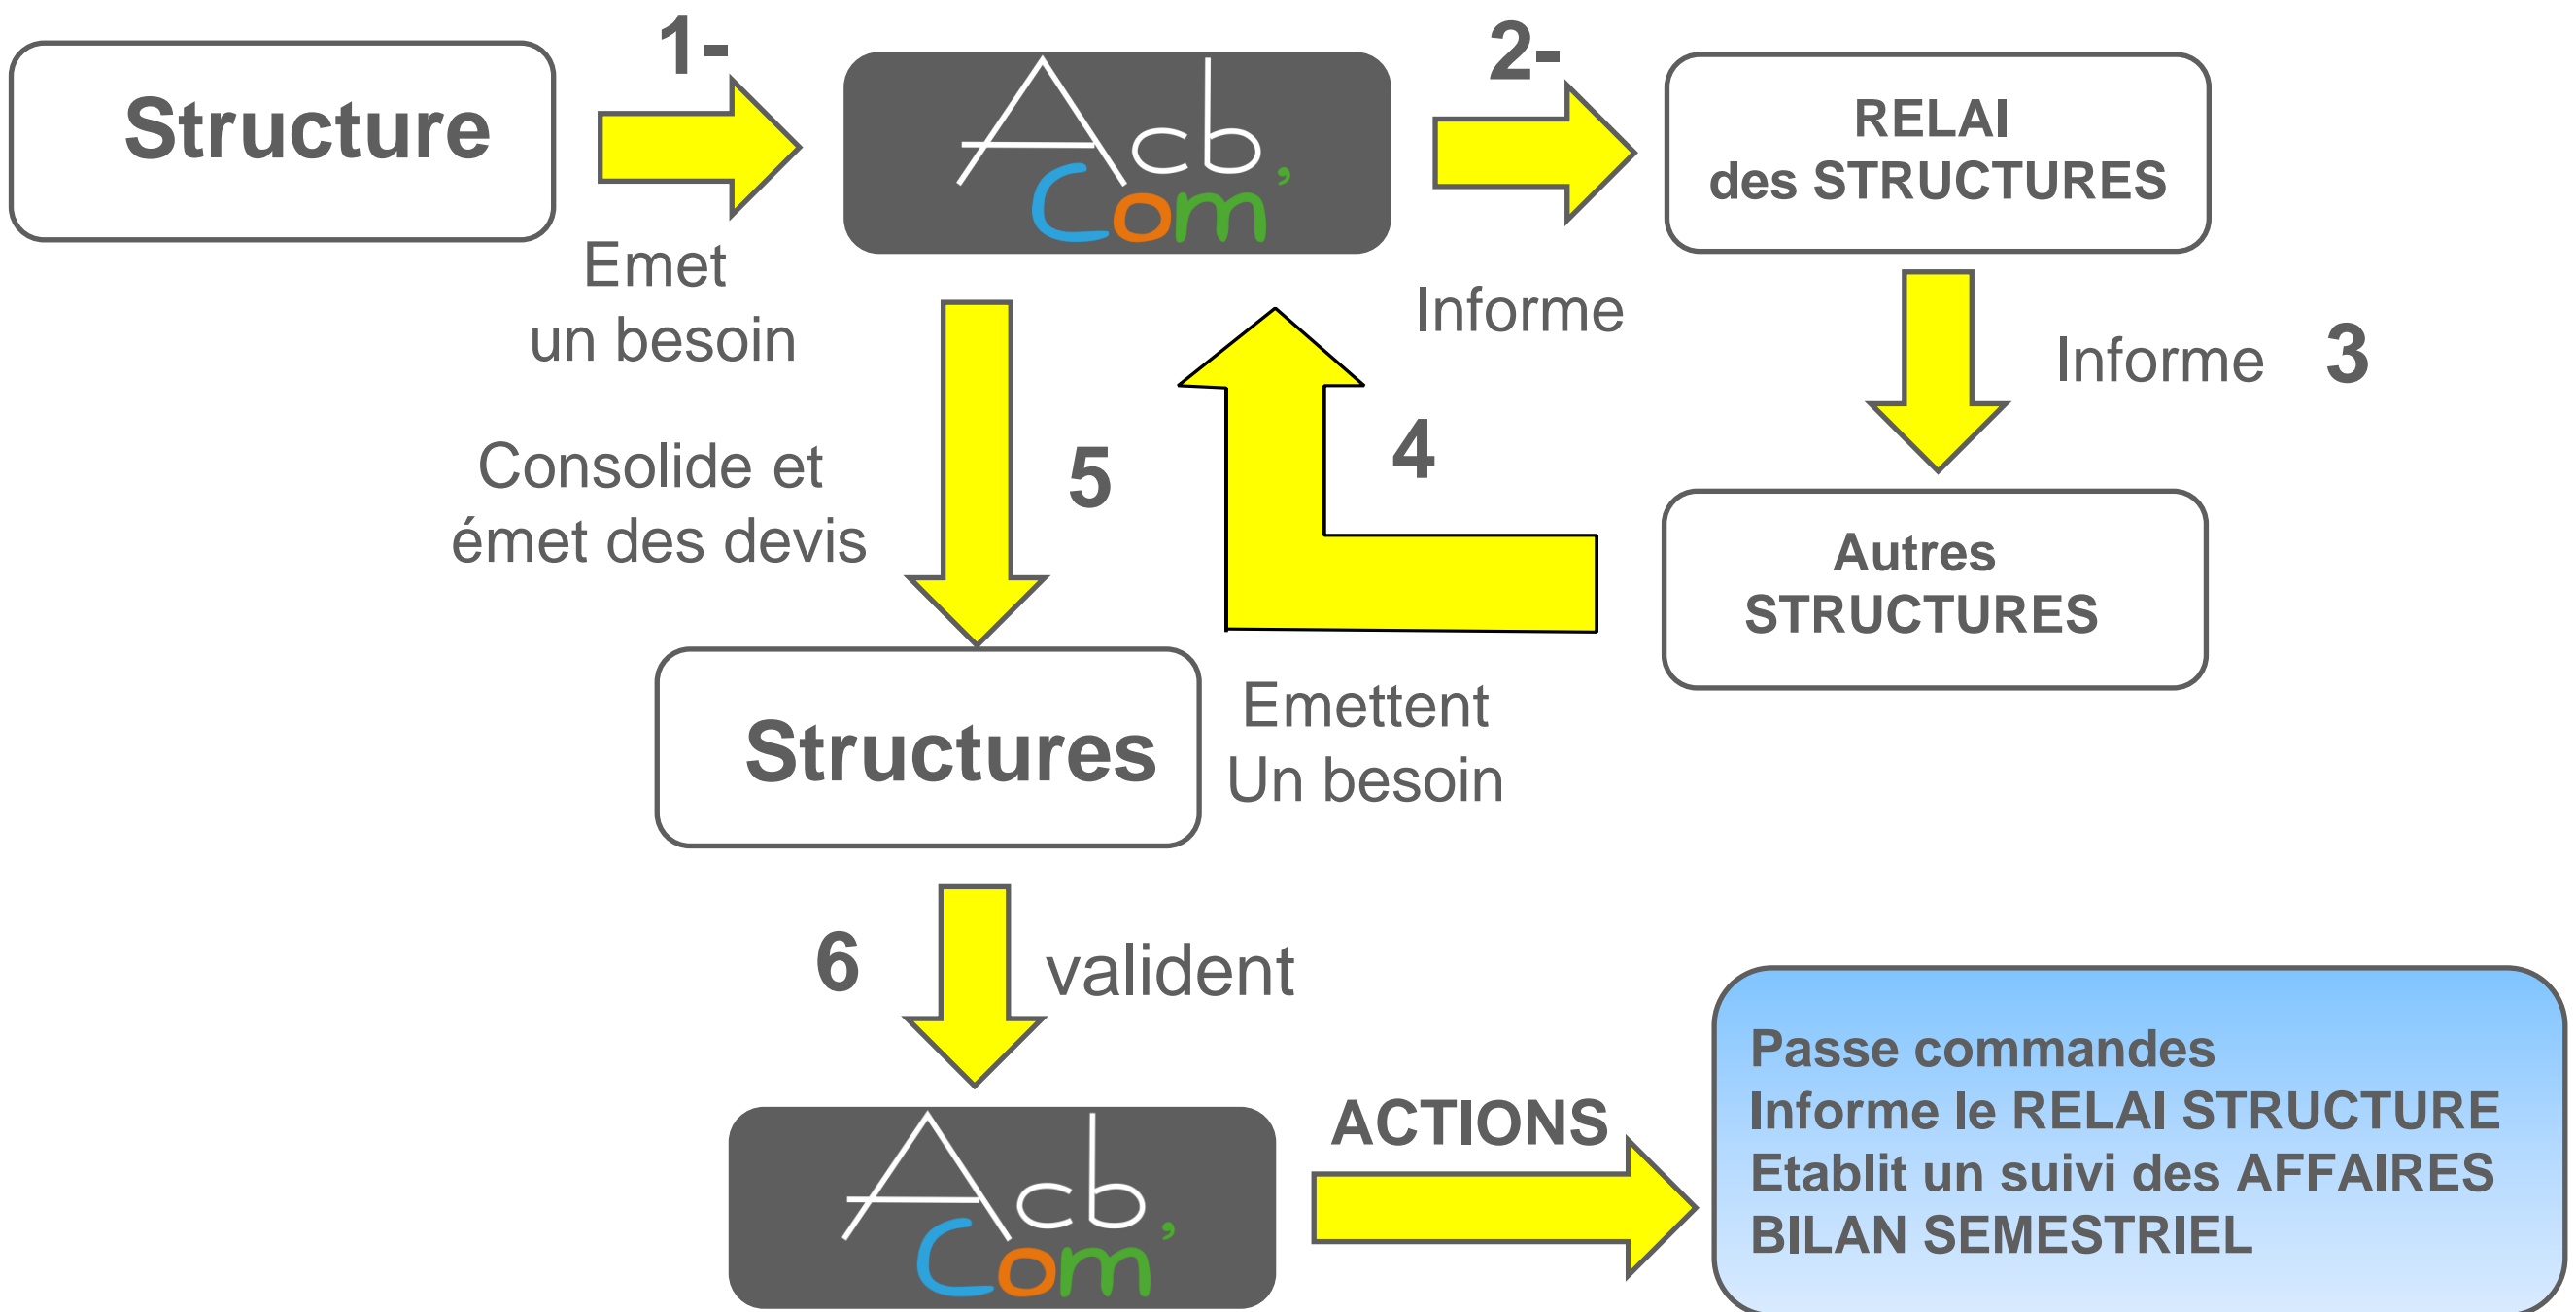 Structure
1-
Emet
un besoin
Acb
Com'
2-
Informe
RELAI
des STRUCTURES
Informe 3
Autres
STRUCTURES
4
Emettent
Un besoin
5
Consolide et
émet des devis
Structures
6
valident
Acb
Com'
ACTIONS
Passe commandes
Informe le RELAI STRUCTURE
Etablit un suivi des AFFAIRES
BILAN SEMESTRIEL